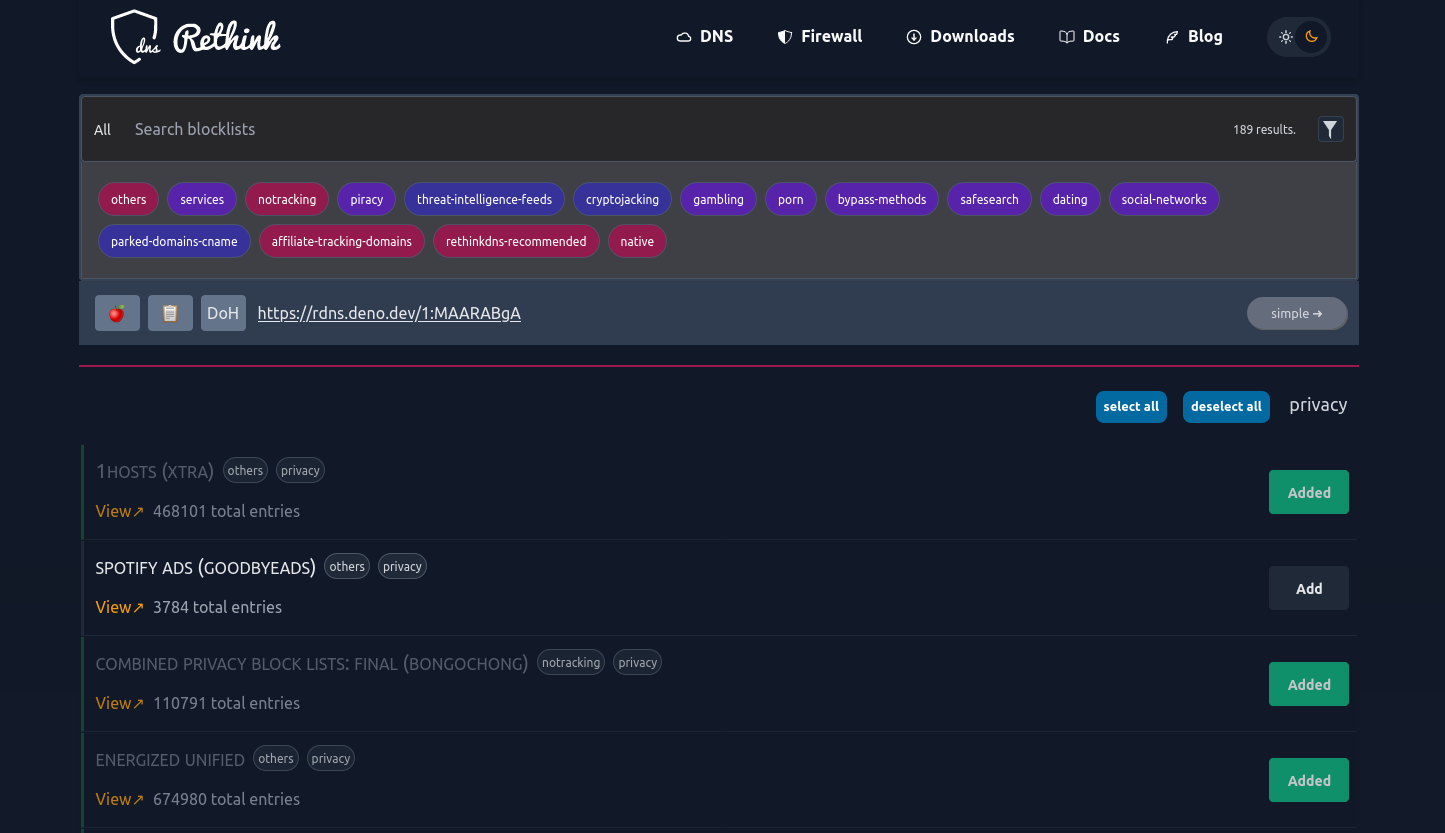 dns Rethink DNS Firewall Downloads Docs Blog
All Search blocklists 189 results.
others services notracking piracy threat-intelligence-feeds cryptojacking gambling porn bypass-methods safesearch dating social-networks
parked-domains-cname affiliate-tracking-domains rethinkdns-recommended native
DoH https://rdns.deno.dev/1:MAARABgA simple →
select all deselect all privacy
1HOSTS (XTRA) others privacy
View↗ 468101 total entries Added
SPOTIFY ADS (GOODBYEADS) others privacy
View↗ 3784 total entries Add
COMBINED PRIVACY BLOCK LISTS: FINAL (BONGOCHONG) notracking privacy
View↗ 110791 total entries Added
ENERGIZED UNIFIED others privacy
View↗ 674980 total entries Added